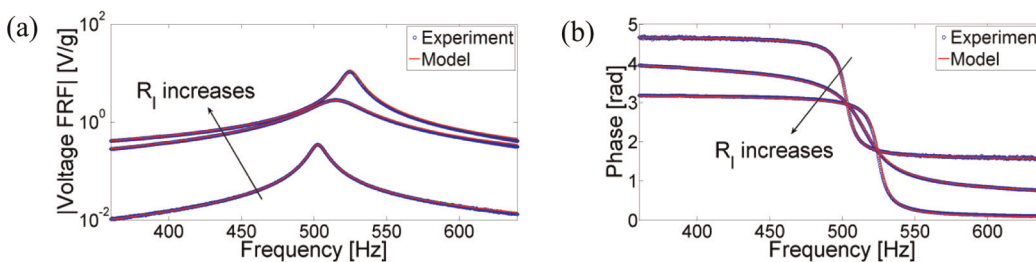 (a)
|Voltage FRF| [V/g]
10^2
10^0
10^-2
R_l increases
Experiment
Model
400 450 500 550 600
Frequency [Hz]
(b)
Phase [rad]
5
4
3
2
1
0
R_l increases
Experiment
Model
400 450 500 550 600
Frequency [Hz]